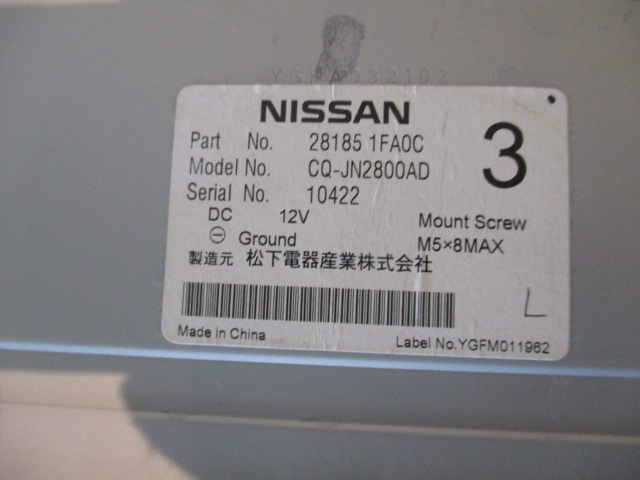 YGFA032182
NISSAN
Part No. 28185 1FA0C
Model No. CQ-JN2800AD
Serial No. 10422
3
DC 12V
Mount Screw
⊖ Ground
M5×8MAX
製造元 松下電器産業株式会社
L
Made in China
Label No.YGFM011962